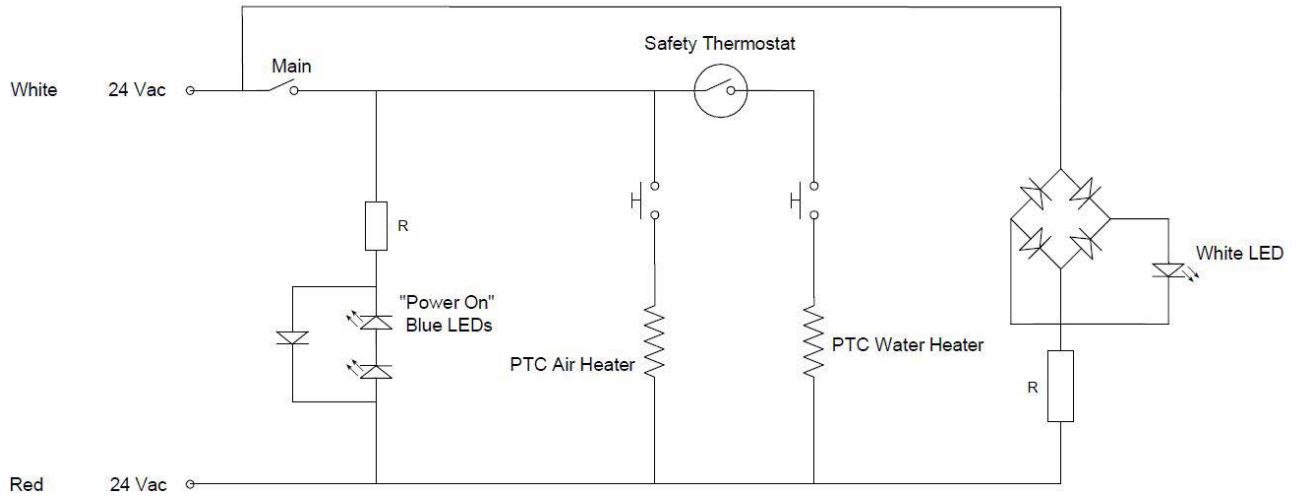 Safety Thermostat
Main
White 24 Vac
R
White LED
"Power On"
Blue LEDs
PTC Air Heater
PTC Water Heater
R
Red 24 Vac